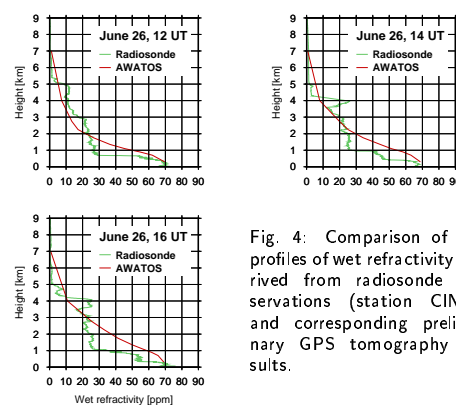 June 26, 12 UT
Radiosonde
AWATOS
Height [km]
9
8
7
6
5
4
3
2
1
0
0 10 20 30 40 50 60 70 80 90
June 26, 14 UT
Radiosonde
AWATOS
Height [km]
9
8
7
6
5
4
3
2
1
0
0 10 20 30 40 50 60 70 80 90
June 26, 16 UT
Radiosonde
AWATOS
Height [km]
9
8
7
6
5
4
3
2
1
0
0 10 20 30 40 50 60 70 80 90
Wet refractivity [ppm]
Fig. 4: Comparison of
profiles of wet refractivity
rived from radiosonde
servations (station CIN
and corresponding preli
nary GPS tomography
sults.